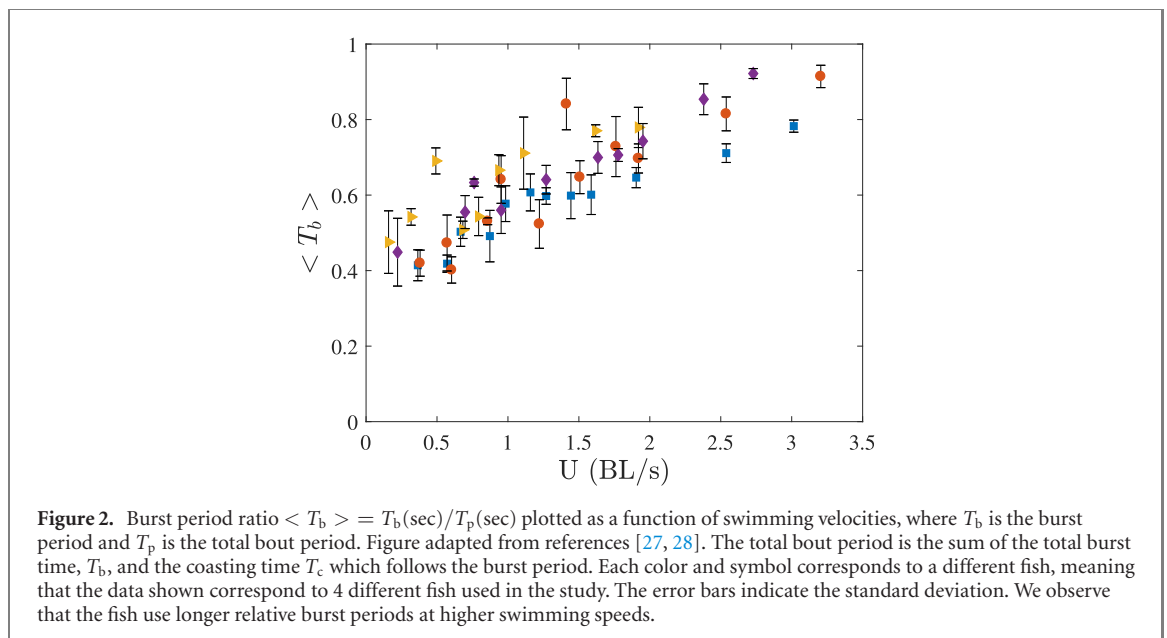 1
0.8
0.6
0.4
0.2
0
< T_b >
0 0.5 1 1.5 2 2.5 3 3.5
U (BL/s)
Figure 2. Burst period ratio < T_b > = T_b(sec)/T_p(sec) plotted as a function of swimming velocities, where T_b is the burst
period and T_p is the total bout period. Figure adapted from references [27, 28]. The total bout period is the sum of the total burst
time, T_b, and the coasting time T_c which follows the burst period. Each color and symbol corresponds to a different fish, meaning
that the data shown correspond to 4 different fish used in the study. The error bars indicate the standard deviation. We observe
that the fish use longer relative burst periods at higher swimming speeds.